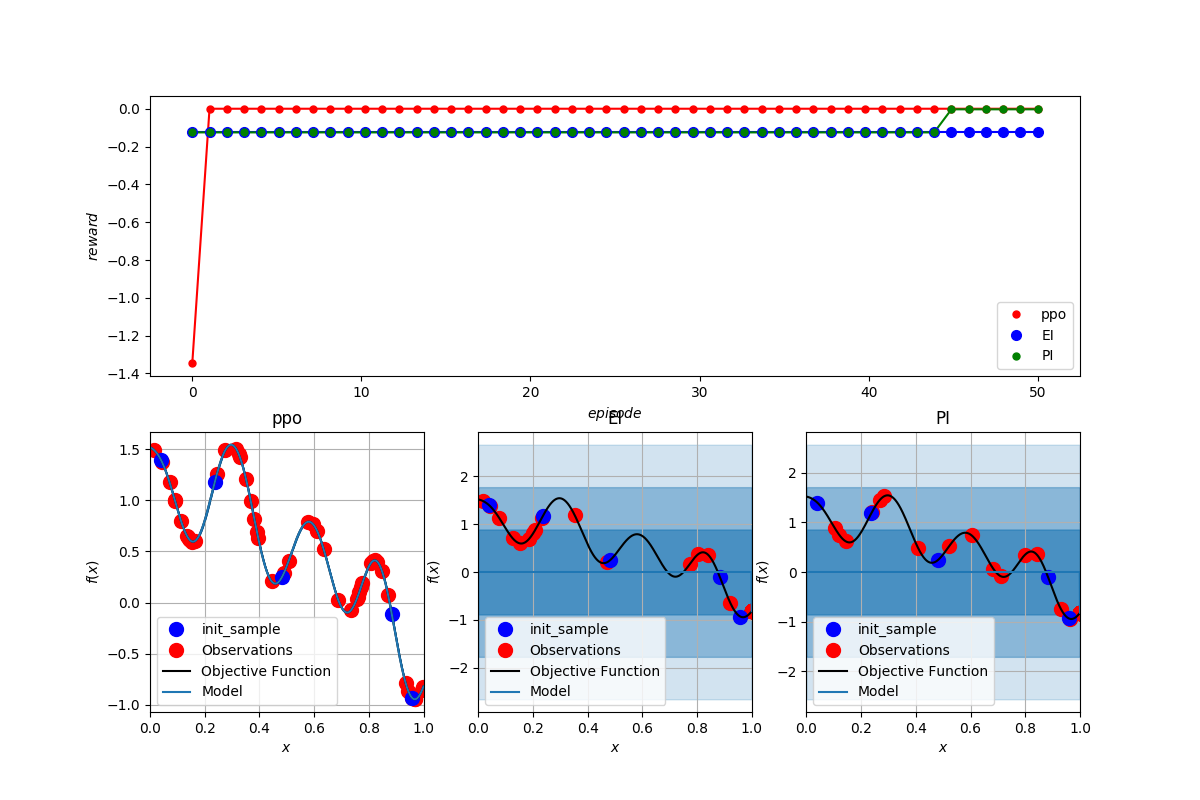 0.0
−0.2
−0.4
−0.6
−0.8
−1.0
−1.2
−1.4
reward
ppo
EI
PI
0 10 20 30 40 50
episode
ppo
EI
PI
1.5
1.0
0.5
0.0
−0.5
−1.0
f(x)
init_sample
Observations
Objective Function
Model
0.0 0.2 0.4 0.6 0.8 1.0
x
2
1
0
−1
−2
f(x)
init_sample
Observations
Objective Function
Model
0.0 0.2 0.4 0.6 0.8 1.0
x
2
1
0
−1
−2
f(x)
init_sample
Observations
Objective Function
Model
0.0 0.2 0.4 0.6 0.8 1.0
x